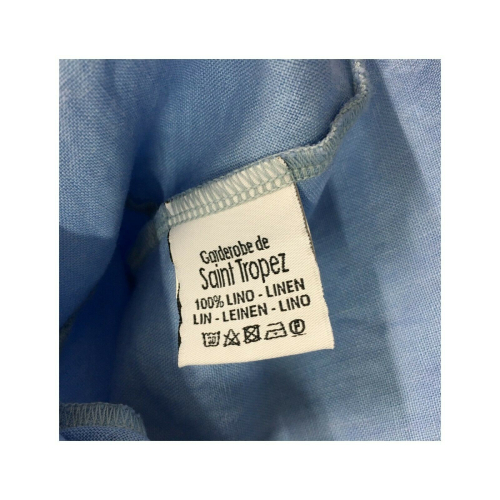 Garderobe de
Saint Tropez
100% LINO - LINEN
LIN - LEINEN - LINO